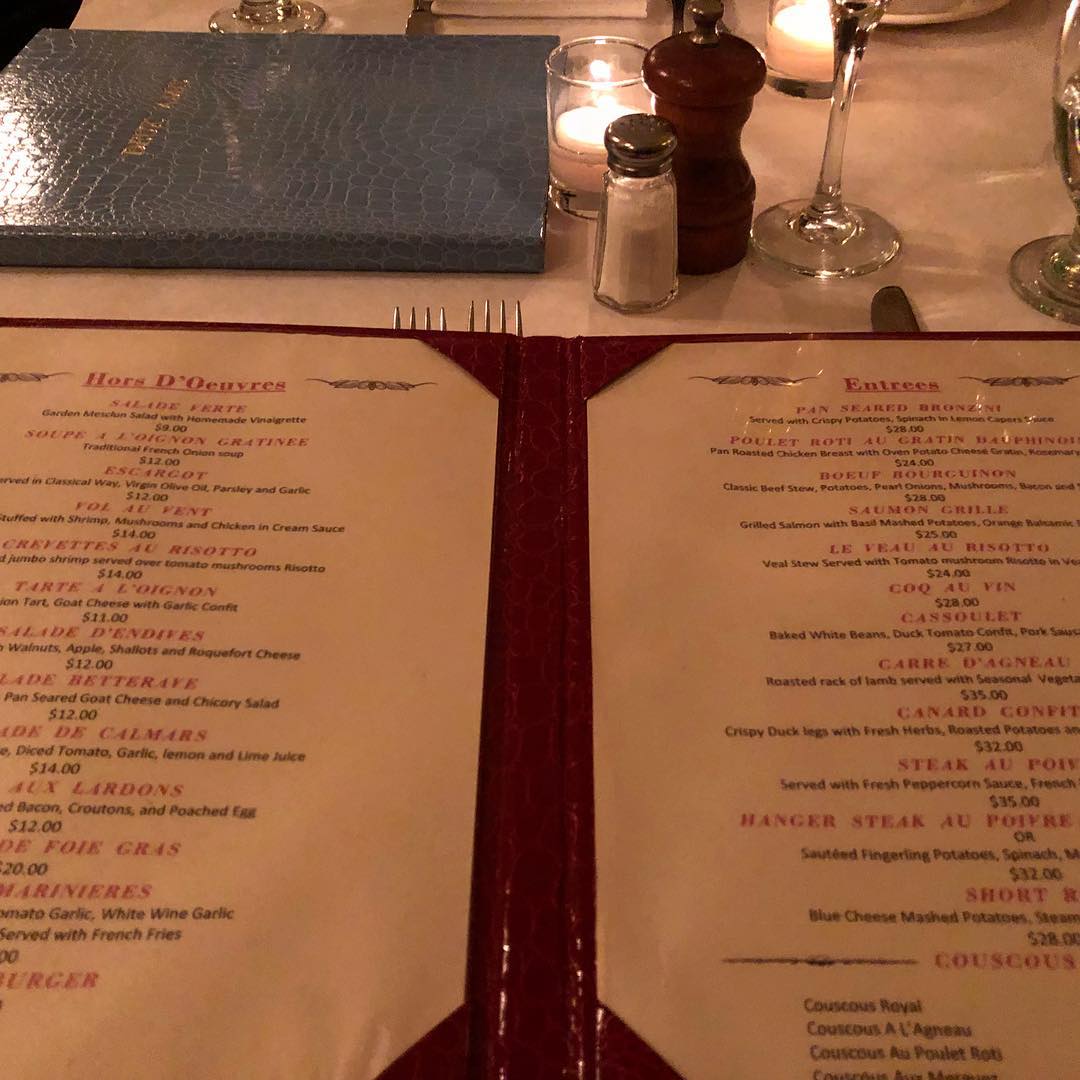 Hors D'Oeuvres
SALADE VERTE
Garden Mesclun Salad with Homemade Vinaigrette
$9.00
SOUPE A L'OIGNON GRATINEE
Traditional French Onion soup
$12.00
ESCARGOT
erved in Classical Way, Virgin Olive Oil, Parsley and Garlic
$12.00
VOL AU VENT
Stuffed with Shrimp, Mushrooms and Chicken in Cream Sauce
$14.00
CREVETTES AU RISOTTO
d jumbo shrimp served over tomato mushrooms Risotto
$14.00
TARTE A L'OIGNON
ion Tart, Goat Cheese with Garlic Confit
$11.00
SALADE D'ENDIVES
Walnuts, Apple, Shallots and Roquefort Cheese
$12.00
LADE BETTERAVE
Pan Seared Goat Cheese and Chicory Salad
$12.00
ADE DE CALMARS
e, Diced Tomato, Garlic, lemon and Lime Juice
$14.00
AUX LARDONS
ed Bacon, Croutons, and Poached Egg
$12.00
DE FOIE GRAS
$20.00
MARINIERES
omato Garlic, White Wine Garlic
Served with French Fries
00
BURGER
Entrees
PAN SEARED BRONZINI
Served with Crispy Potatoes, Spinach in Lemon Capers Sauce
$28.00
POULET ROTI AU GRATIN DAUPHINOI
Pan Roasted Chicken Breast with Oven Potato Cheese Gratin, Rosemary
$24.00
BOEUF BOURGUINON
Classic Beef Stew, Potatoes, Pearl Onions, Mushrooms, Bacon and
$28.00
SAUMON GRILLE
Grilled Salmon with Basil Mashed Potatoes, Orange Balsamic
$25.00
LE VEAU AU RISOTTO
Veal Stew Served with Tomato mushroom Risotto in Vea
$24.00
COQ AU VIN
$28.00
CASSOULET
Baked White Beans, Duck Tomato Confit, Pork Sausa
$27.00
CARRE D'AGNEAU
Roasted rack of lamb served with Seasonal Vegeta
$35.00
CANARD CONFIT
Crispy Duck legs with Fresh Herbs, Roasted Potatoes an
$32.00
STEAK AU POIV
Served with Fresh Peppercorn Sauce, French
$35.00
HANGER STEAK AU POIVRE
OR
Sautéed Fingerling Potatoes, Spinach, M
$32.00
SHORT R
Blue Cheese Mashed Potatoes, Steam
$28.00
COUSCOUS
Couscous Royal
Couscous A L'Agneau
Couscous Au Poulet Roti
Couscous Aux Merguez